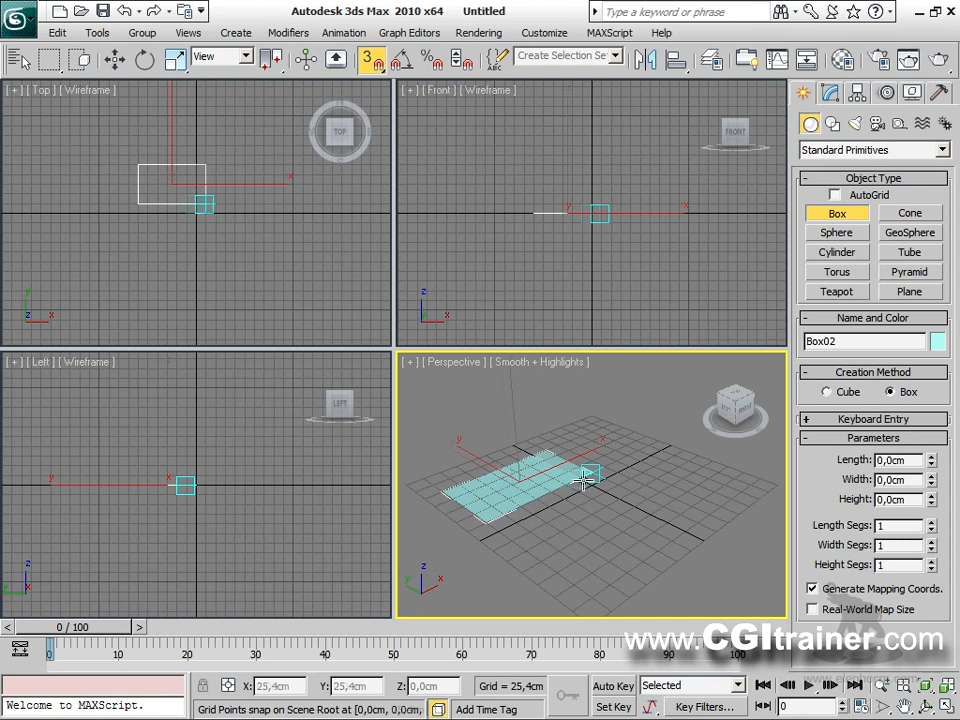 Autodesk 3ds Max 2010 x64 Untitled
Type a keyword or phrase
Edit Tools Group Views Create Modifiers Animation Graph Editors Rendering Customize MAXScript Help
View 3 Create Selection Se
[ + ] [ Top ] [ Wireframe ]
TOP
x
y
z x
[ + ] [ Front ] [ Wireframe ]
FRONT
y x
z
x
[ + ] [ Left ] [ Wireframe ]
LEFT
y x
z
[ + ] [ Perspective ] [ Smooth + Highlights ]
y x
z
y x
Standard Primitives
- Object Type
AutoGrid
Box Cone
Sphere GeoSphere
Cylinder Tube
Torus Pyramid
Teapot Plane
- Name and Color
Box02
- Creation Method
Cube Box
+ Keyboard Entry
- Parameters
Length: 0,0cm
Width: 0,0cm
Height: 0,0cm
Length Segs: 1
Width Segs: 1
Height Segs: 1
Generate Mapping Coords.
Real-World Map Size
www.CGItrainer.com
< 0 / 100 >
0 10 20 30 40 50 60 70 80 90 100
X: 25,4cm Y: 25,4cm Z: 0,0cm Grid = 25,4cm Auto Key Selected
Welcome to MAXScript. Grid Points snap on Scene Root at [0,0cm, 0,0cm, Add Time Tag Set Key Key Filters... 0